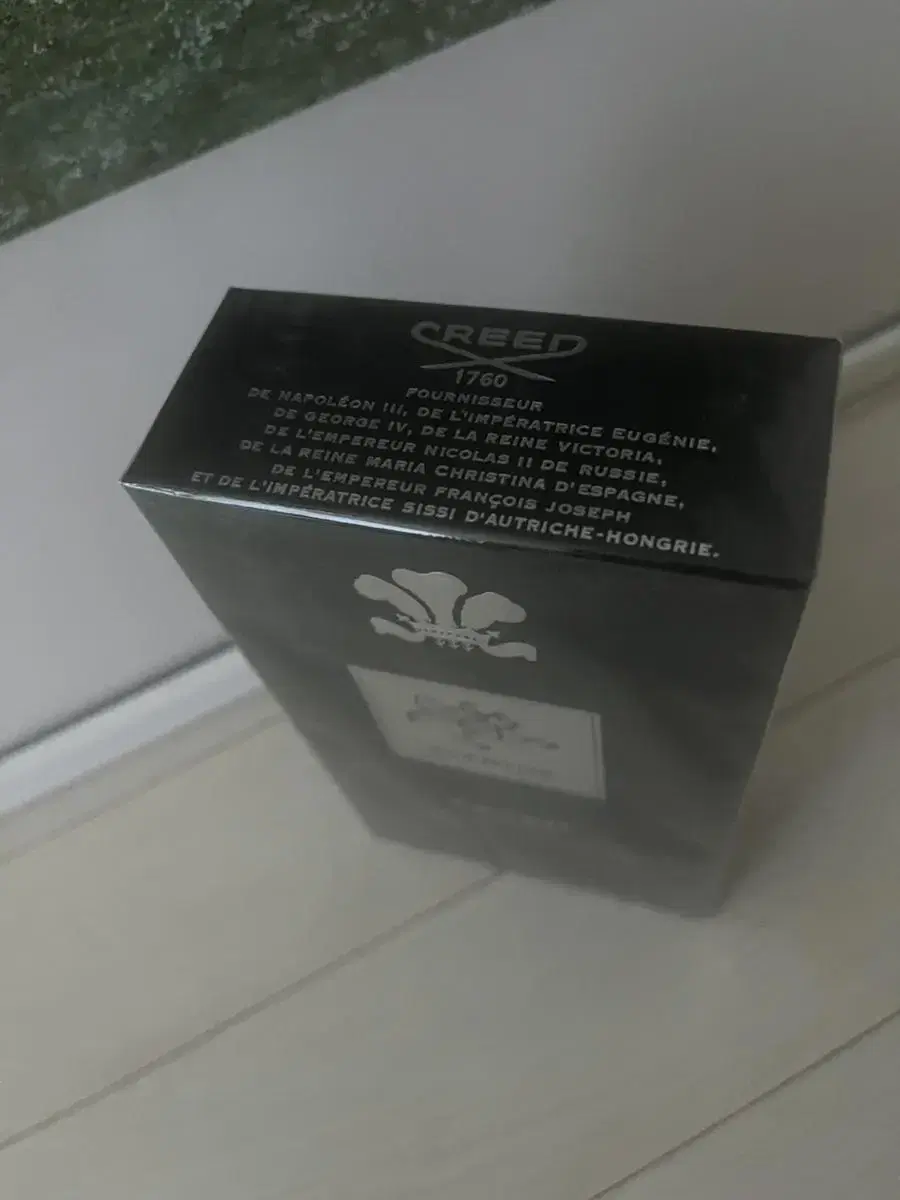 CREED
1760
FOURNISSEUR
DE NAPOLÉON III, DE L'IMPÉRATRICE EUGÉNIE,
DE GEORGE IV, DE LA REINE VICTORIA,
DE L'EMPEREUR NICOLAS II DE RUSSIE,
DE LA REINE MARIA CHRISTINA D'ESPAGNE,
DE L'EMPEREUR FRANÇOIS JOSEPH
ET DE L'IMPÉRATRICE SISSI D'AUTRICHE-HONGRIE.